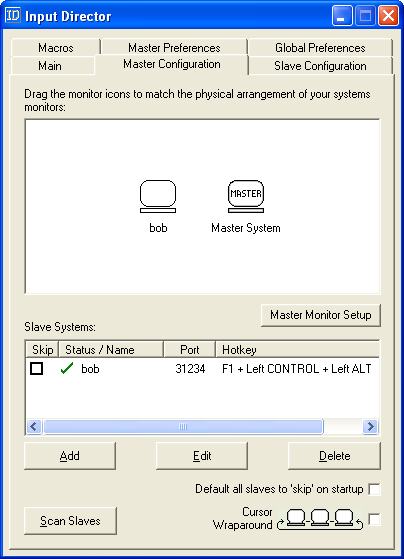 ID Input Director
Macros Master Preferences Global Preferences
Main Master Configuration Slave Configuration
Drag the monitor icons to match the physical arrangement of your systems
monitors:
MASTER
bob Master System
Master Monitor Setup
Slave Systems:
Skip Status / Name Port Hotkey
bob 31234 F1 + Left CONTROL + Left ALT
Add Edit Delete
Default all slaves to 'skip' on startup
Scan Slaves
Cursor
Wraparound